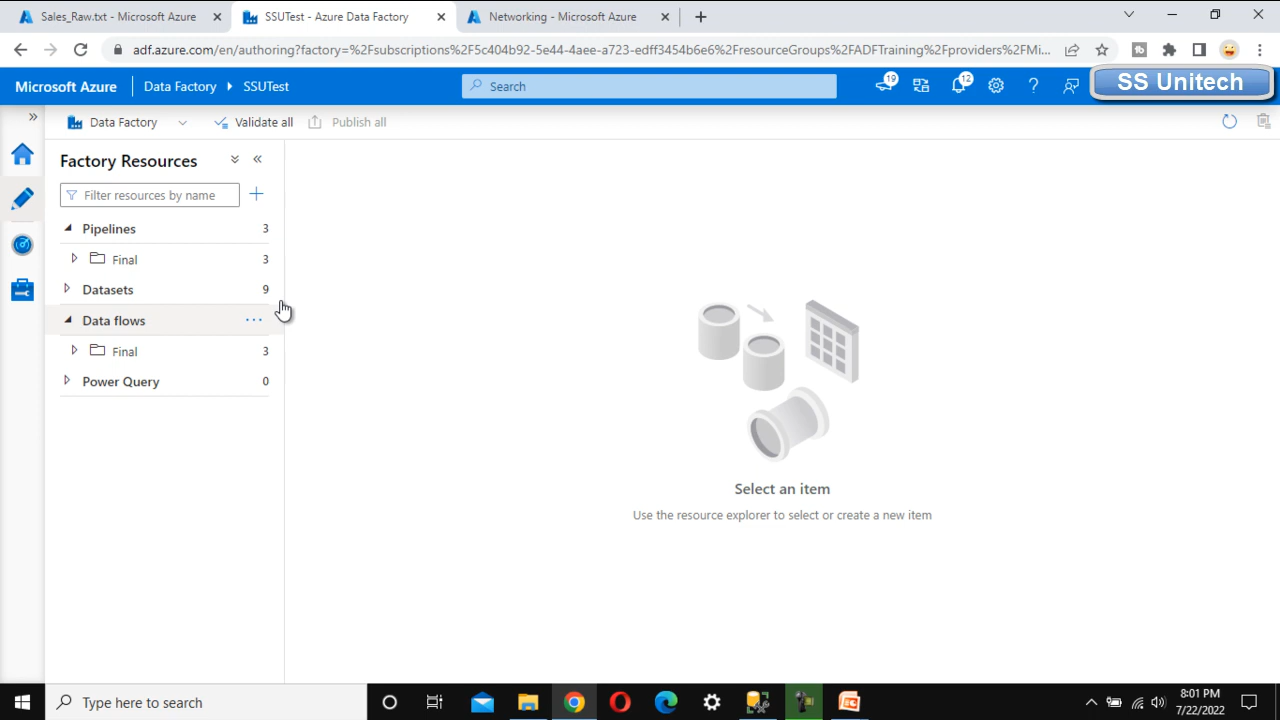 Sales_Raw.txt - Microsoft Azure
SSUTest - Azure Data Factory
Networking - Microsoft Azure
adf.azure.com/en/authoring?factory=%2Fsubscriptions%2F5c404b92-5e44-4aee-a723-edff3454b6e6%2FresourceGroups%2FADFTraining%2Fproviders%2FMi...
Microsoft Azure
Data Factory
SSUTest
Search
19
12
SS Unitech
Data Factory
Validate all
Publish all
Factory Resources
Filter resources by name
Pipelines 3
Final 3
Datasets 9
Data flows ...
Final 3
Power Query 0
Select an item
Use the resource explorer to select or create a new item
Type here to search
8:01 PM
7/22/2022